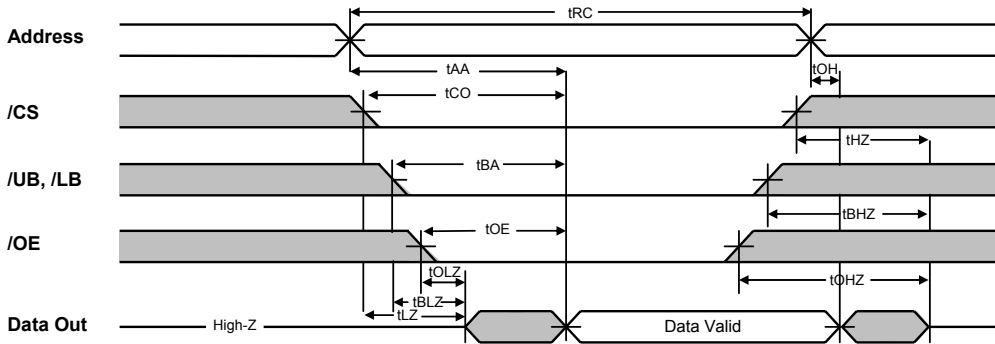 tRC
Address
tAA
tOH
/CS
tCO
tHZ
/UB, /LB
tBA
tBHZ
/OE
tOE
tOLZ
tOHZ
tBLZ
tLZ
Data Out
High-Z
Data Valid